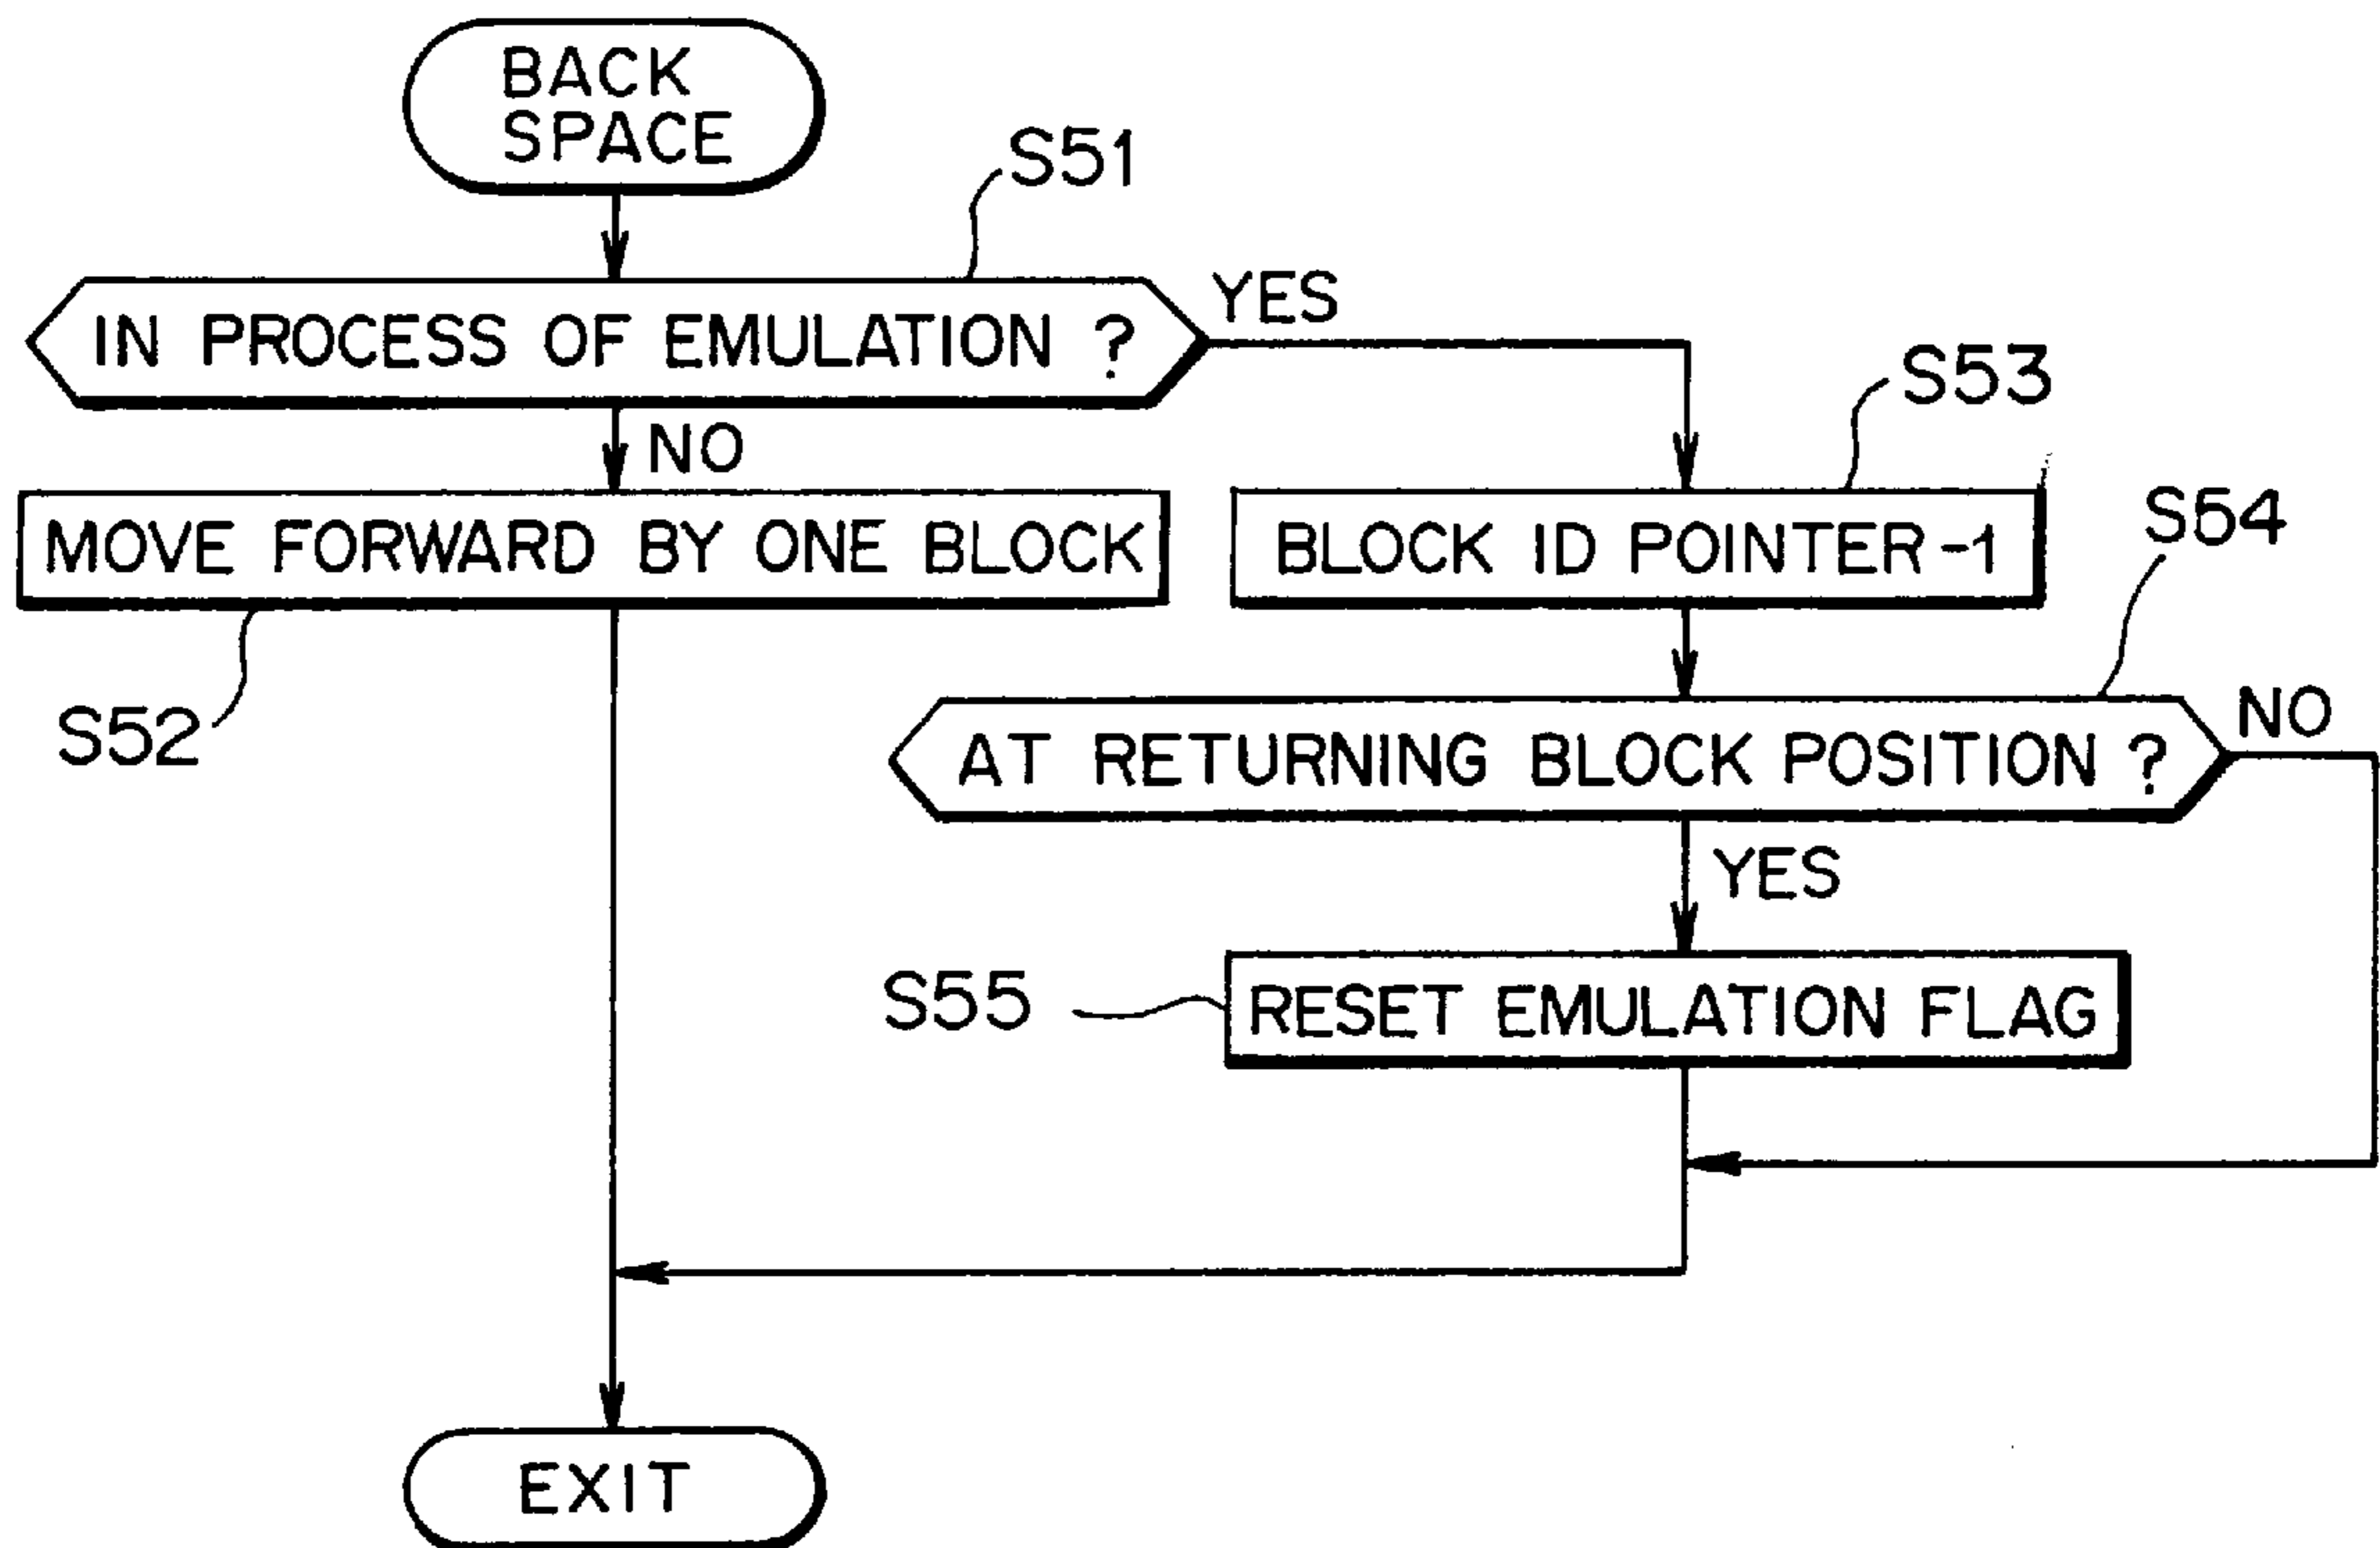 BACK
SPACE
S51
IN PROCESS OF EMULATION ?
YES
NO
S53
MOVE FORWARD BY ONE BLOCK
BLOCK ID POINTER-1
S54
S52
AT RETURNING BLOCK POSITION ?
NO
YES
S55
RESET EMULATION FLAG
EXIT